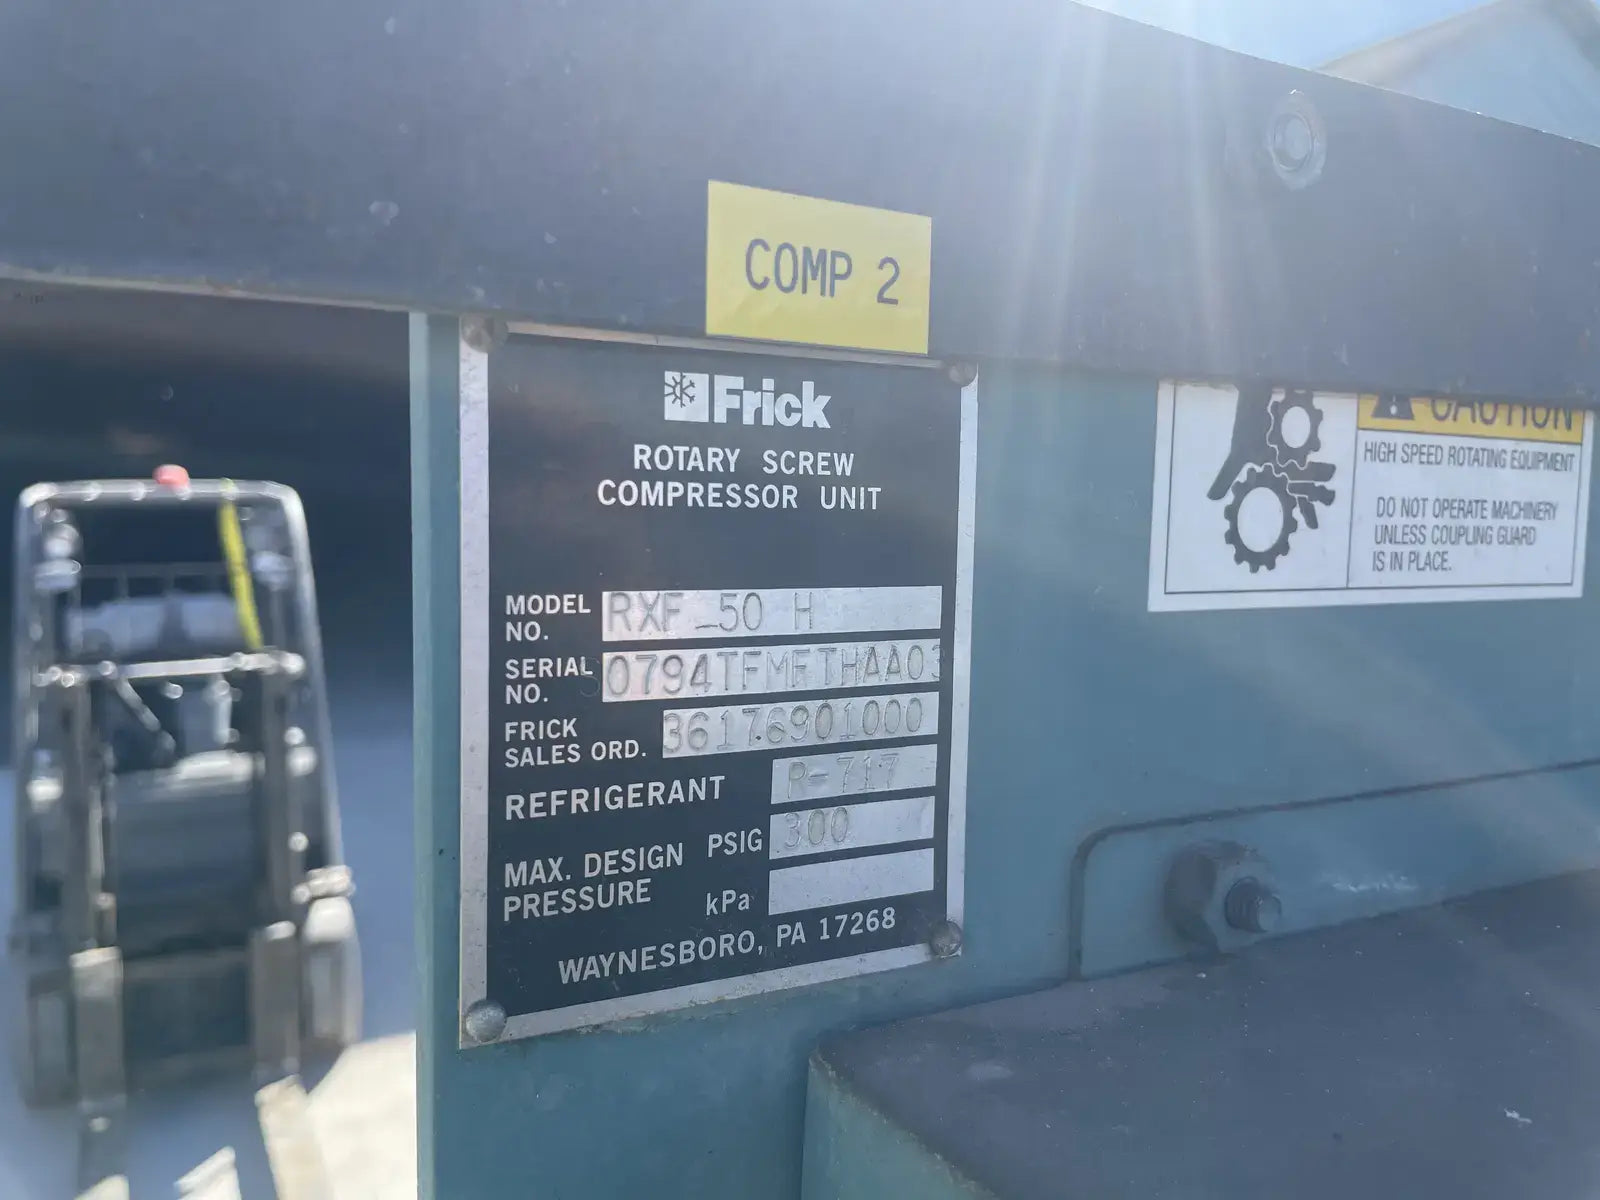 COMP 2
Frick
ROTARY SCREW
COMPRESSOR UNIT
MODEL NO. RXF-50 H
SERIAL NO. S0794TFMFTHAA03
FRICK SALES ORD. 36176901000
REFRIGERANT R-717
MAX. DESIGN PRESSURE PSIG 300
kPa
WAYNESBORO, PA 17268
CAUTION
HIGH SPEED ROTATING EQUIPMENT
DO NOT OPERATE MACHINERY
UNLESS COUPLING GUARD
IS IN PLACE.